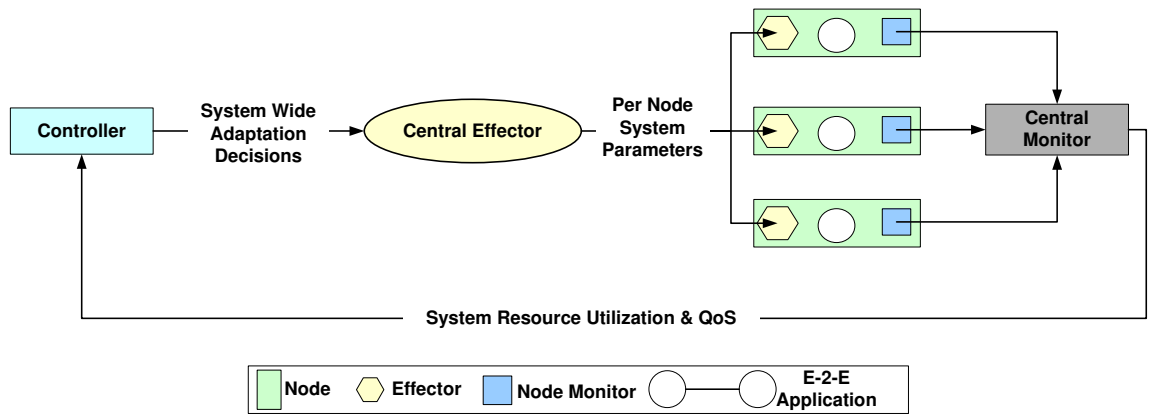 Controller
System Wide
Adaptation
Decisions
Central Effector
Per Node
System
Parameters
Central
Monitor
System Resource Utilization & QoS
Node
Effector
Node Monitor
E-2-E
Application